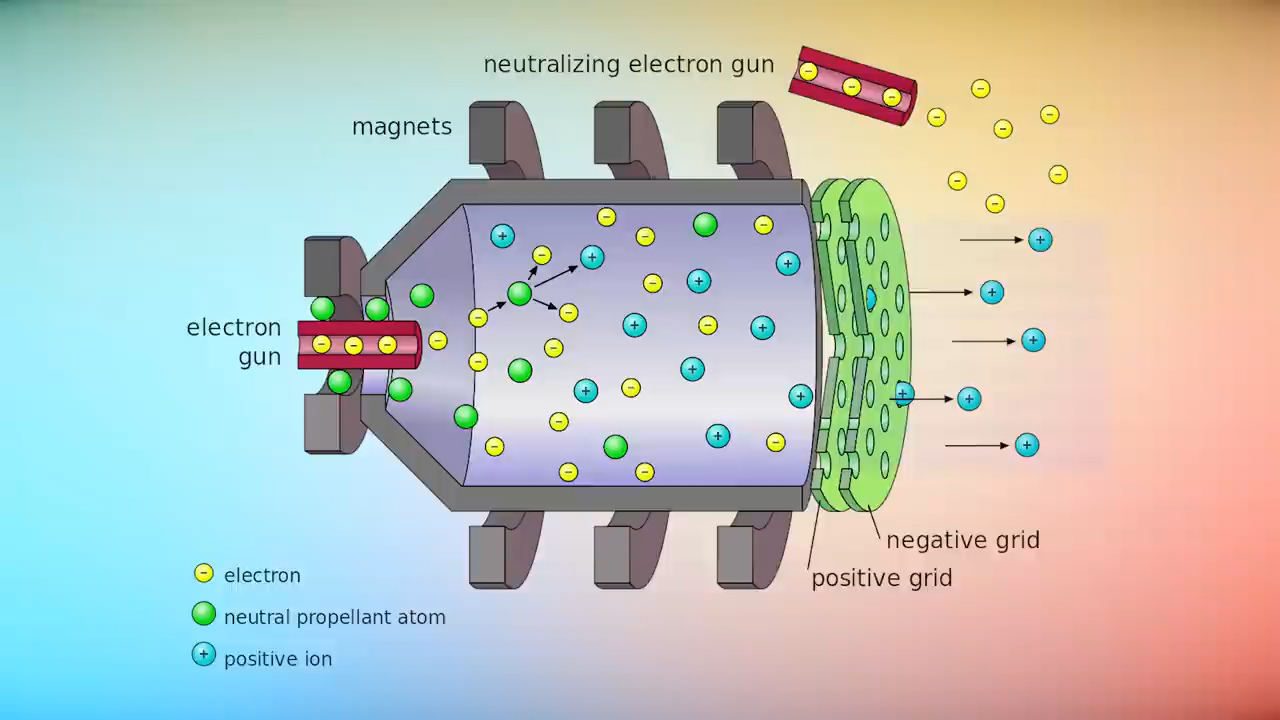 neutralizing electron gun
magnets
electron
gun
negative grid
positive grid
electron
neutral propellant atom
positive ion